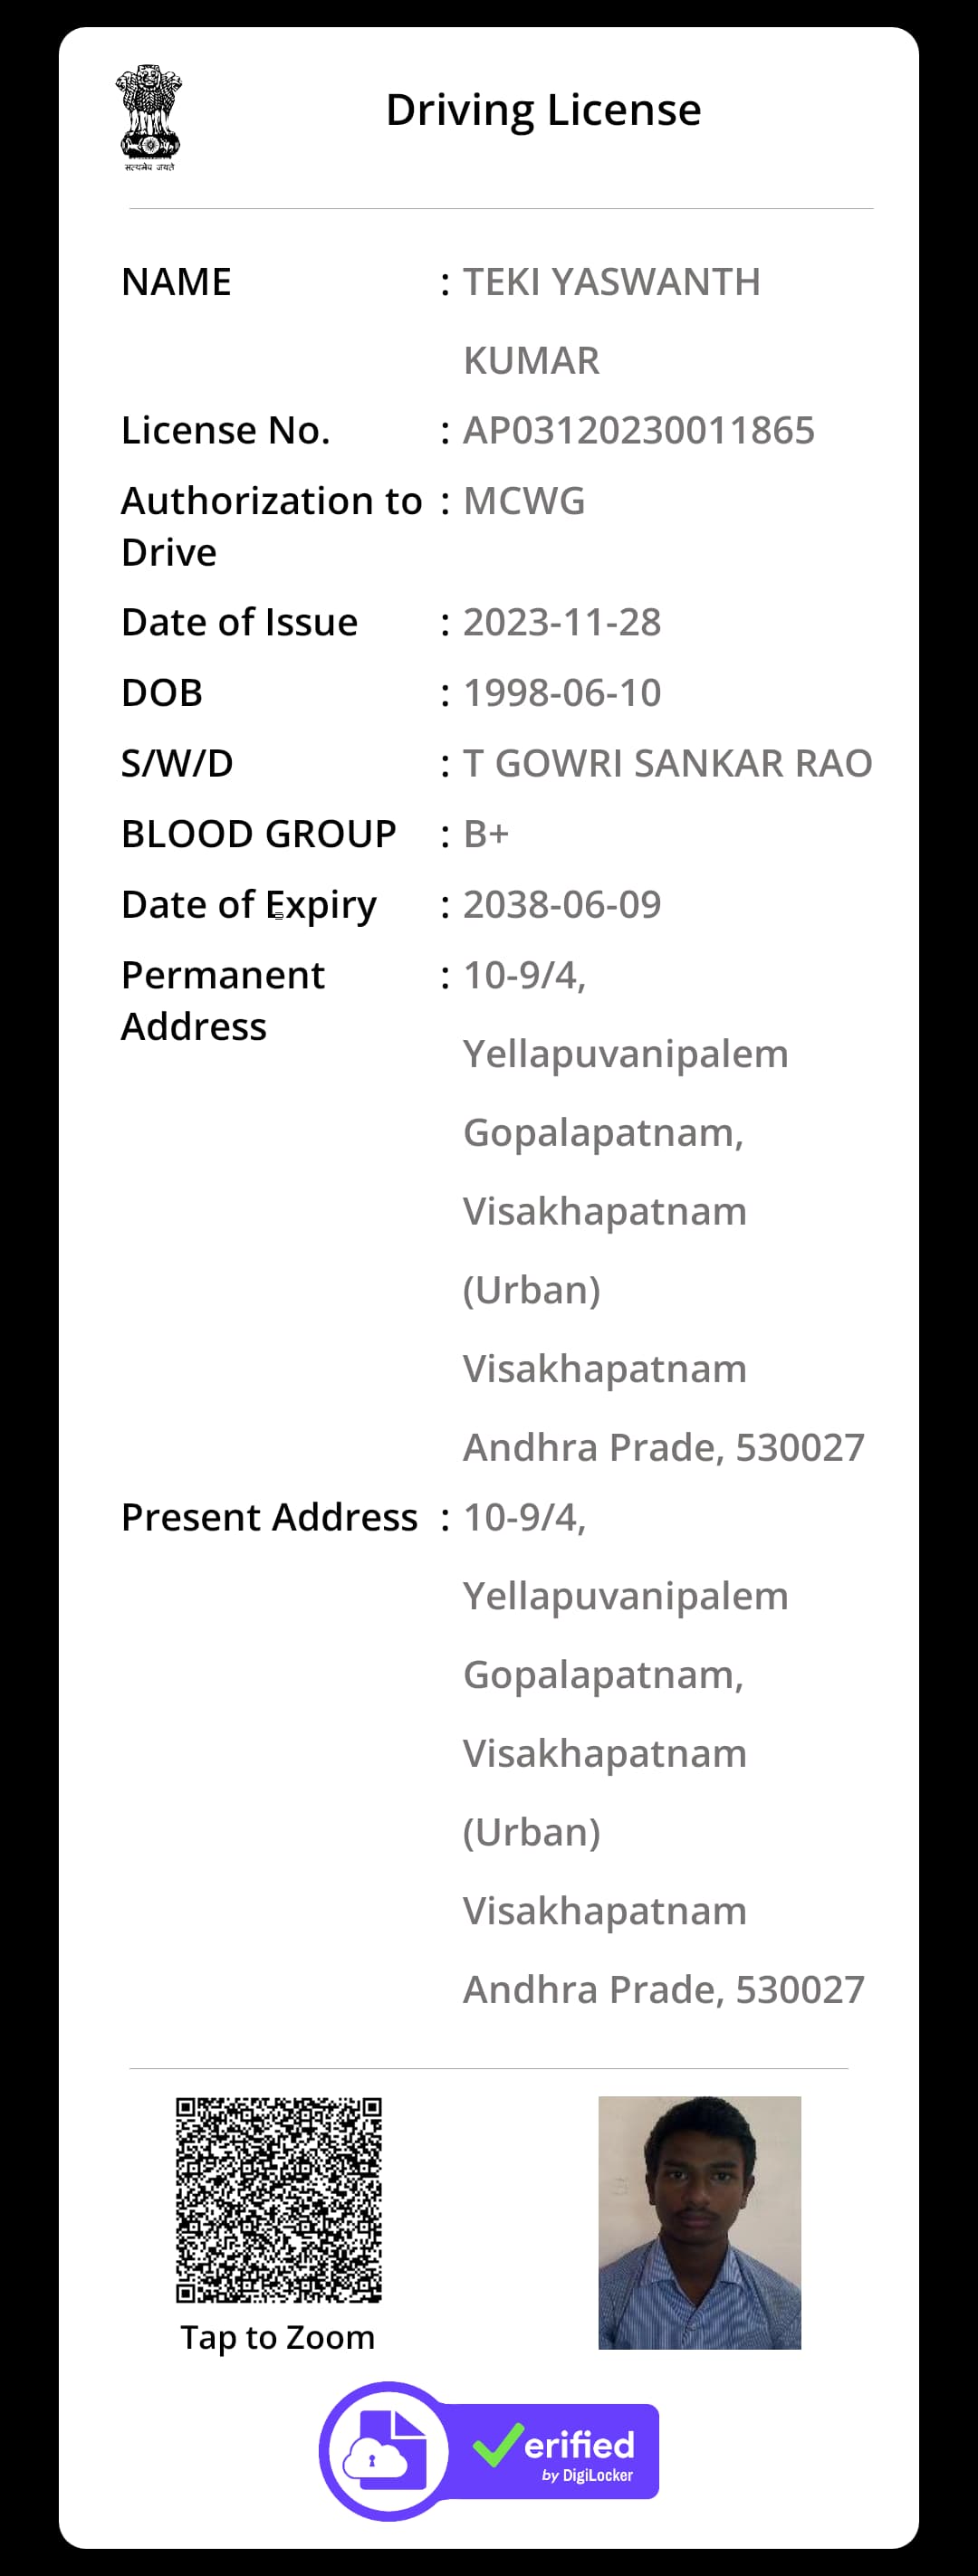 सत्यमेव जयते
Driving License
NAME : TEKI YASWANTH
KUMAR
License No. : AP03120230011865
Authorization to : MCWG
Drive
Date of Issue : 2023-11-28
DOB : 1998-06-10
S/W/D : T GOWRI SANKAR RAO
BLOOD GROUP : B+
Date of Expiry : 2038-06-09
Permanent : 10-9/4,
Address
Yellapuvanipalem
Gopalapatnam,
Visakhapatnam
(Urban)
Visakhapatnam
Andhra Prade, 530027
Present Address : 10-9/4,
Yellapuvanipalem
Gopalapatnam,
Visakhapatnam
(Urban)
Visakhapatnam
Andhra Prade, 530027
Tap to Zoom
Verified
by DigiLocker